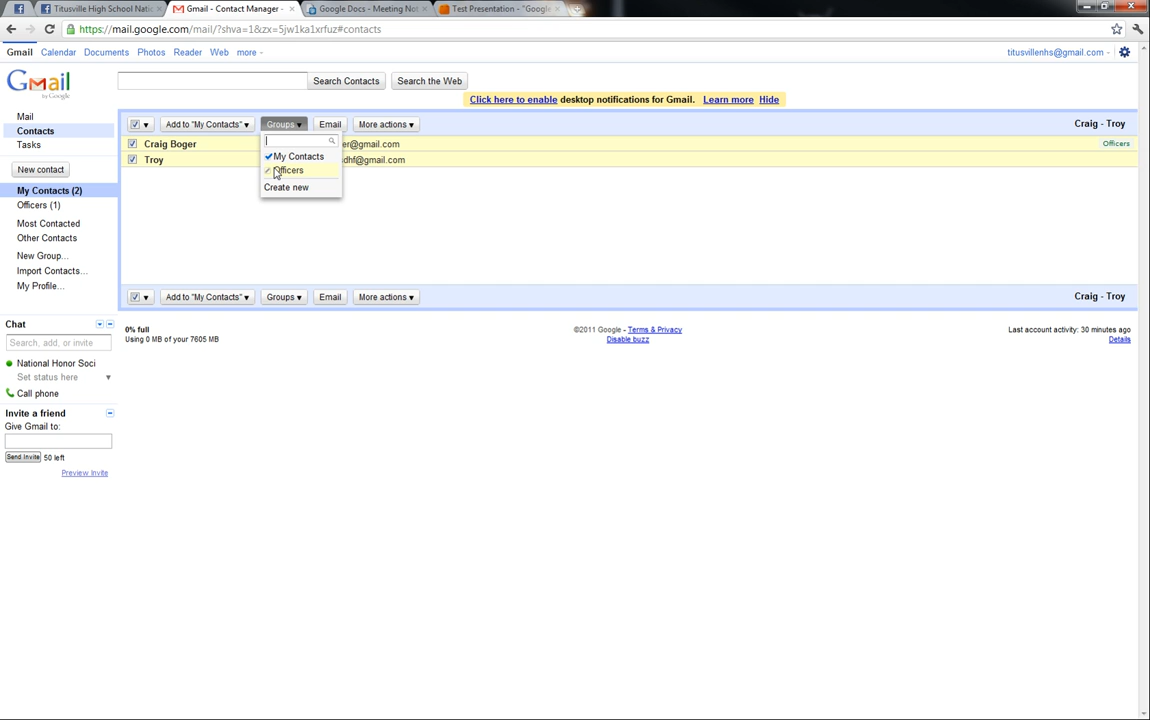 Titusville High School Natio
Gmail - Contact Manager -
Google Docs - Meeting Not
Test Presentation - "Google
https://mail.google.com/mail/?shva=1&zx=5jw1ka1xrfuz#contacts
Gmail Calendar Documents Photos Reader Web more titusvillenhs@gmail.com
Gmail by Google
Search Contacts Search the Web
Click here to enable desktop notifications for Gmail. Learn more Hide
Mail
Contacts
Tasks
New contact
My Contacts (2)
Officers (1)
Most Contacted
Other Contacts
New Group...
Import Contacts...
My Profile...
Add to "My Contacts" Groups Email More actions Craig - Troy
Craig Boger er@gmail.com Officers
Troy dhf@gmail.com
My Contacts
Officers
Create new
Add to "My Contacts" Groups Email More actions Craig - Troy
Chat
Search, add, or invite
National Honor Soci
Set status here
Call phone
Invite a friend
Give Gmail to:
Send Invite 50 left
Preview Invite
0% full
Using 0 MB of your 7605 MB
©2011 Google - Terms & Privacy
Disable buzz
Last account activity: 30 minutes ago
Details